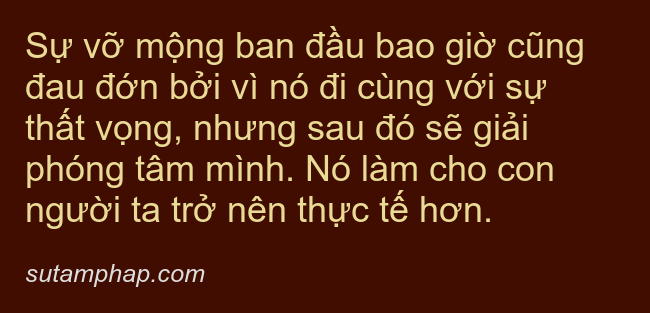 Sự vỡ mộng ban đầu bao giờ cũng
đau đớn bởi vì nó đi cùng với sự
thất vọng, nhưng sau đó sẽ giải
phóng tâm mình. Nó làm cho con
người ta trở nên thực tế hơn.
sutamphap.com